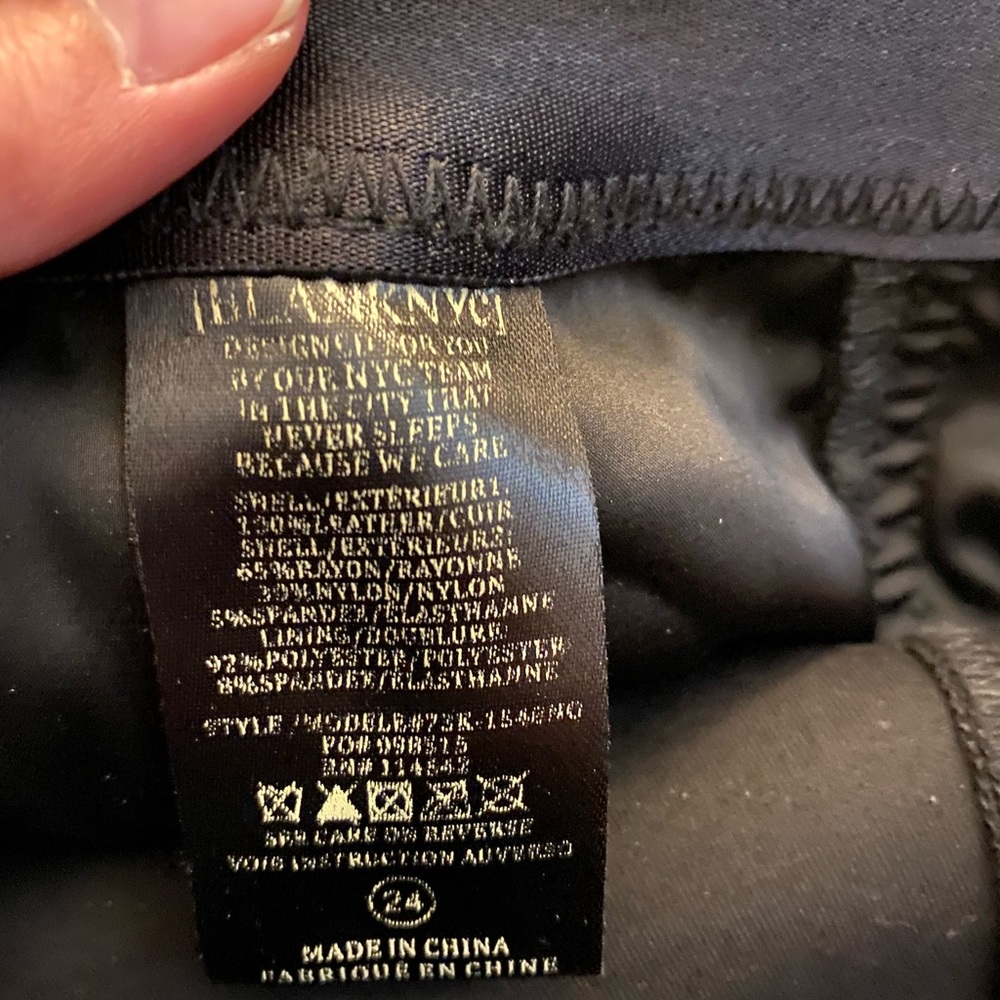 [BLANKNYC]
DESIGNED FOR YOU
BY OUR NYC TEAM
IN THE CITY THAT
NEVER SLEEPS
BECAUSE WE CARE
SHELL/EXTERIEUR1
100%LEATHER/CUIR
SHELL/EXTERIEUR2
65%RAYON/RAYONNE
30%NYLON/NYLON
5%SPANDEX/ELASTHANNE
LINING/DOUBLURE
92%POLYESTER/POLYESTER
8%SPANDEX/ELASTHANNE
STYLE /MODELE#
PO# 998515
RN#
SEE CARE ON REVERSE
VOIR INSTRUCTION AU VERSO
24
MADE IN CHINA
FABRIQUÉ EN CHINE